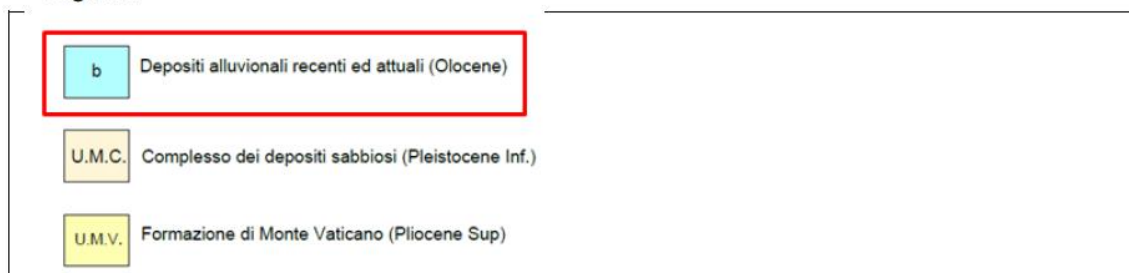 b Depositi alluvionali recenti ed attuali (Olocene)
U.M.C. Complesso dei depositi sabbiosi (Pleistocene Inf.)
U.M.V. Formazione di Monte Vaticano (Pliocene Sup)